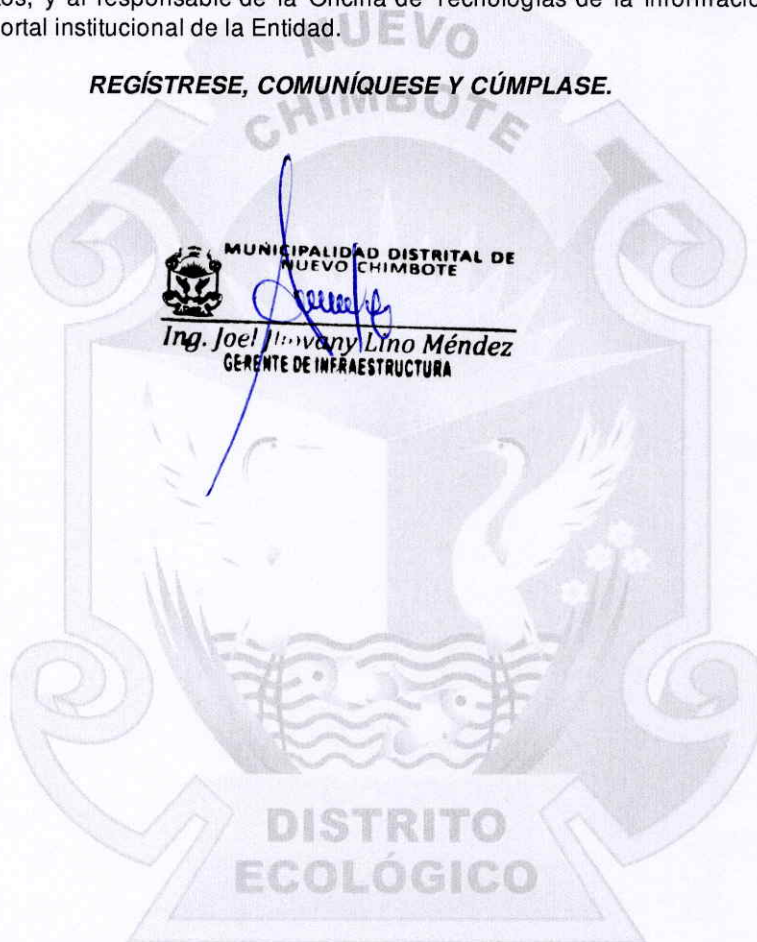 os, y al responsable de la Oficina de Tecnologías de la Informació
ortal institucional de la Entidad.
NUEVO
CHIMBOTE
REGÍSTRESE, COMUNÍQUESE Y CÚMPLASE.
MUNICIPALIDAD DISTRITAL DE
NUEVO CHIMBOTE
Ing. Joel Lino Méndez
GERENTE DE INFRAESTRUCTURA
DISTRITO
ECOLÓGICO